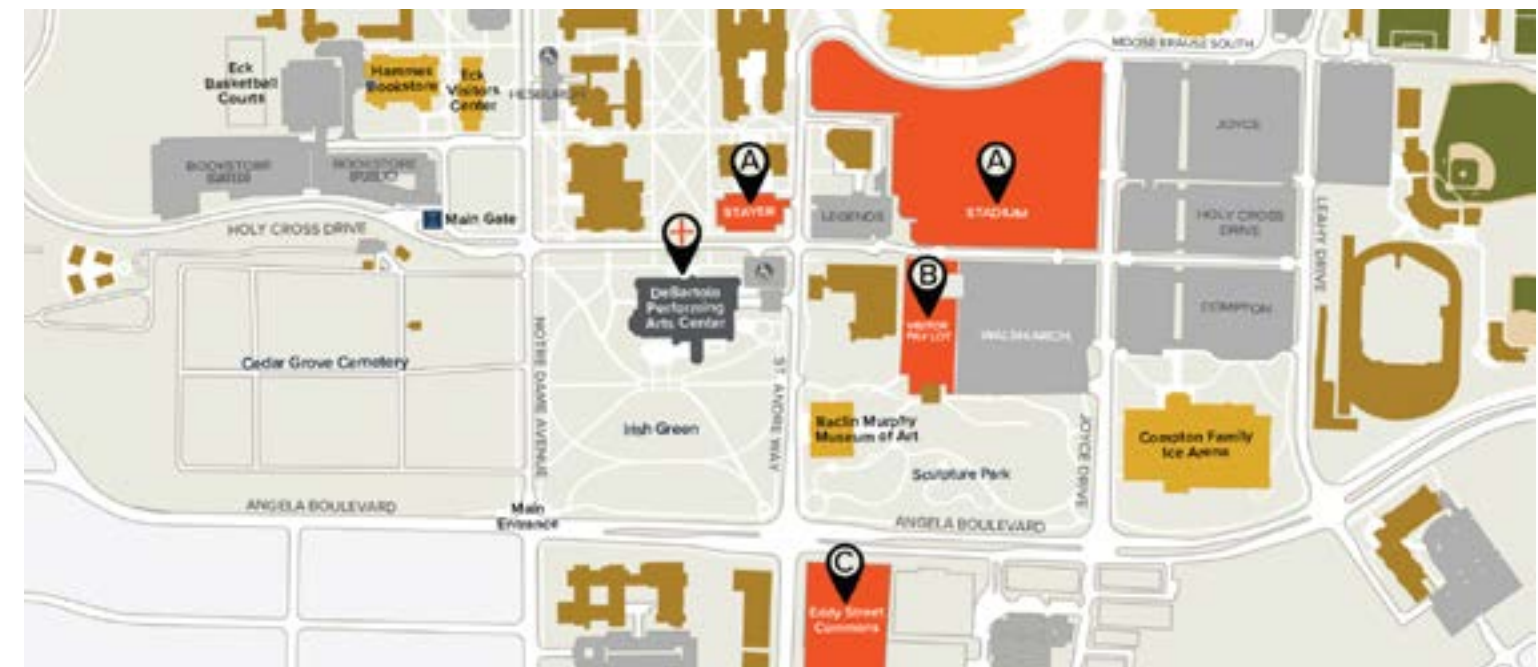 MOOSE KRAUSE SOUTH
Eck
Basketball
Courts
Hammes
Bookstore
Eck
Visitors
Center
HESBURGH
JOYCE
BOOKSTORE
BOOKSTORE
A
STAYER
A
STADIUM
LEGENDS
HOLY CROSS
DRIVE
LEAHY DRIVE
Main Gate
HOLY CROSS DRIVE
B
VISITOR
PAY LOT
DeBartolo
Performing
Arts Center
COMPTON
NOTRE DAME AVENUE
ST. ANDRE WAY
Cedar Grove Cemetery
Irish Green
Raclin Murphy
Museum of Art
JOYCE DRIVE
Compton Family
Ice Arena
Sculpture Park
ANGELA BOULEVARD
Main
Entrance
ANGELA BOULEVARD
C
Eddy Street
Commons